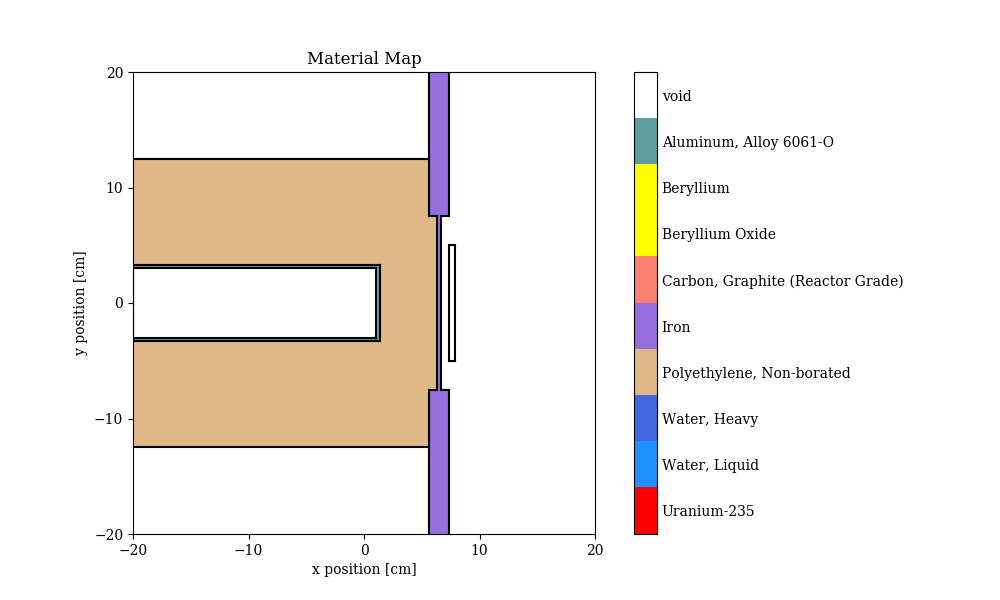 Material Map
20
10
0
−10
−20
y position [cm]
−20
−10
0
10
20
x position [cm]
void
Aluminum, Alloy 6061-O
Beryllium
Beryllium Oxide
Carbon, Graphite (Reactor Grade)
Iron
Polyethylene, Non-borated
Water, Heavy
Water, Liquid
Uranium-235